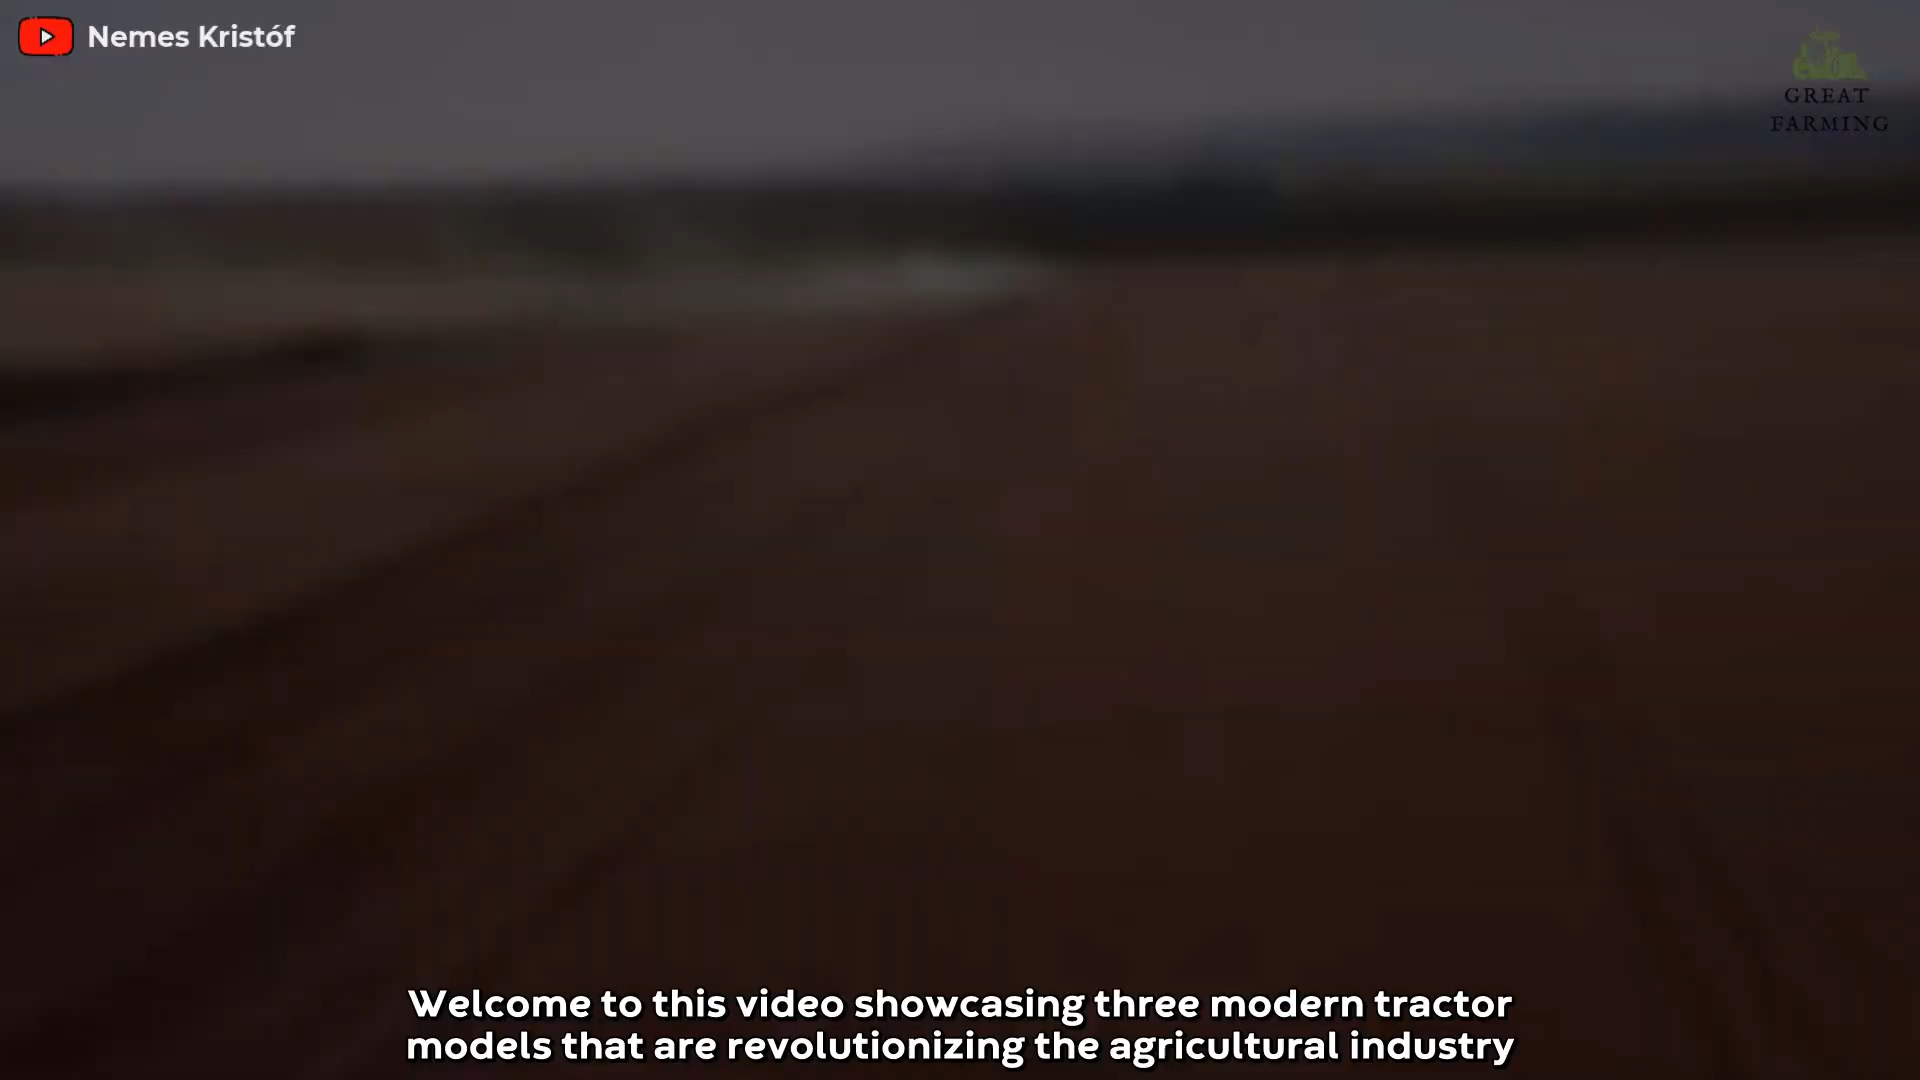 Nemes Kristóf
GREAT
FARMING
Welcome to this video showcasing three modern tractor
models that are revolutionizing the agricultural industry